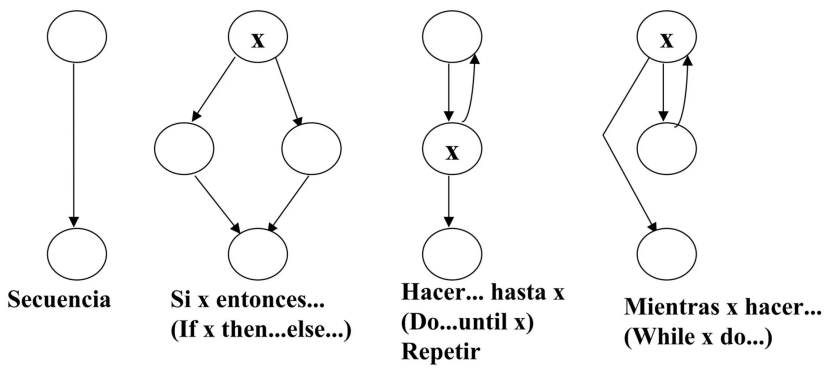 x
x
x
Secuencia
Si x entonces...
(If x then...else...)
Hacer... hasta x
(Do...until x)
Repetir
Mientras x hacer...
(While x do...)